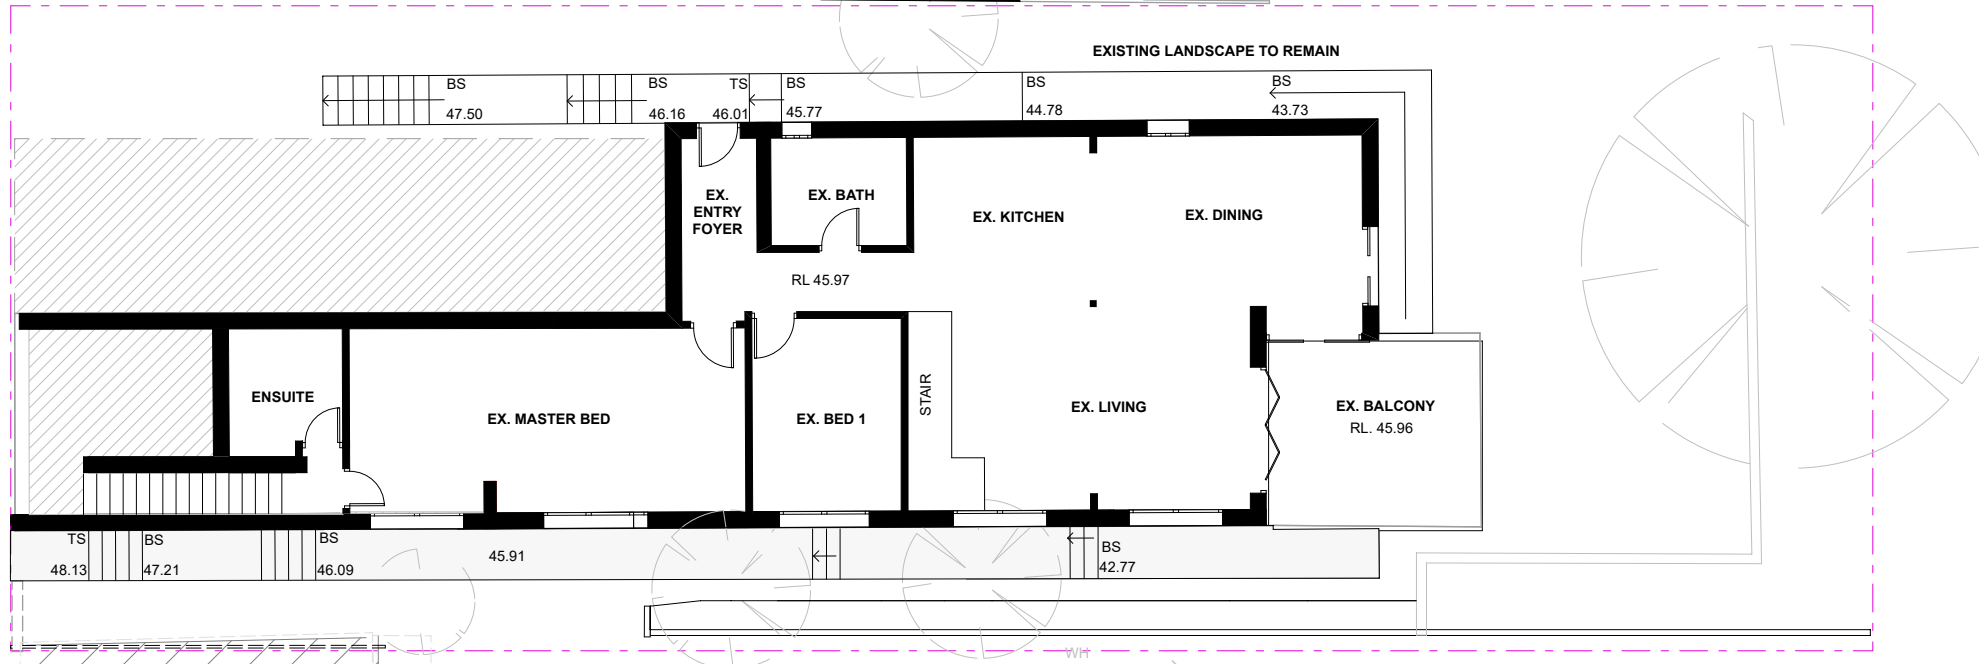 EXISTING LANDSCAPE TO REMAIN
BS
47.50
BS
46.16
TS
46.01
BS
45.77
BS
44.78
BS
43.73
EX.
ENTRY
FOYER
EX. BATH
EX. KITCHEN
EX. DINING
RL 45.97
ENSUITE
EX. MASTER BED
EX. BED 1
STAIR
EX. LIVING
EX. BALCONY
RL. 45.96
TS
48.13
BS
47.21
BS
46.09
45.91
BS
42.77
WH